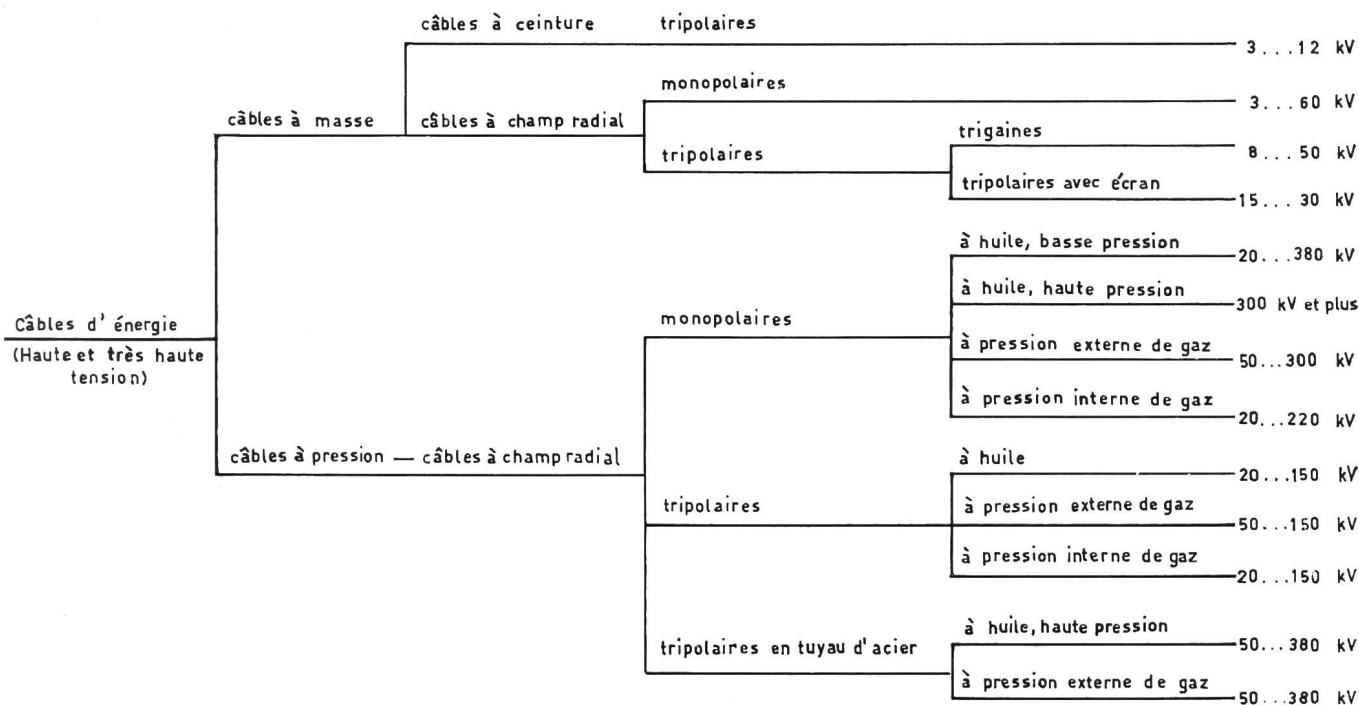 câbles à ceinture tripolaires
3...12 kV
monopolaires
3...60 kV
câbles à masse câbles à champ radial
trigaines
tripolaires
8...50 kV
tripolaires avec écran
15...30 kV
à huile, basse pression
20...380 kV
à huile, haute pression
300 kV et plus
Câbles d'énergie
(Haute et très haute
tension)
monopolaires
à pression externe de gaz
50...300 kV
à pression interne de gaz
20...220 kV
câbles à pression — câbles à champ radial
à huile
20...150 kV
tripolaires
à pression externe de gaz
50...150 kV
à pression interne de gaz
20...150 kV
à huile, haute pression
tripolaires en tuyau d'acier
50...380 kV
à pression externe de gaz
50...380 kV